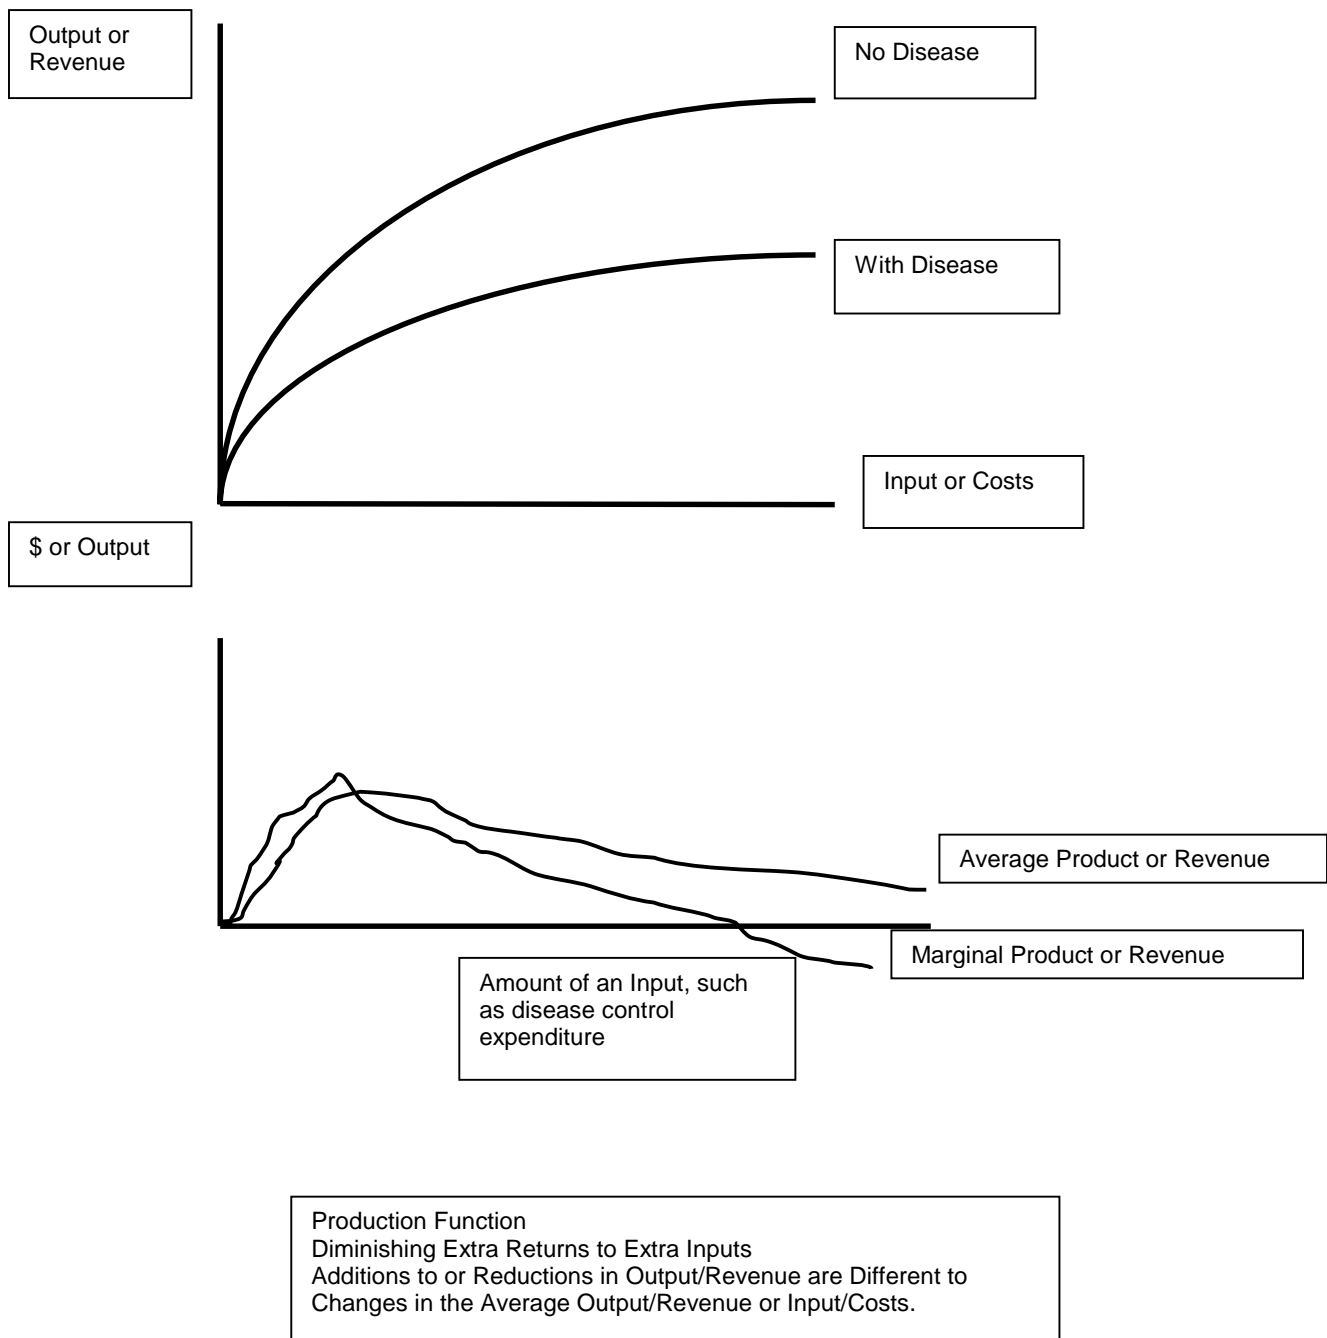 Output or
Revenue
No Disease
With Disease
Input or Costs
$ or Output
Average Product or Revenue
Marginal Product or Revenue
Amount of an Input, such
as disease control
expenditure
Production Function
Diminishing Extra Returns to Extra Inputs
Additions to or Reductions in Output/Revenue are Different to
Changes in the Average Output/Revenue or Input/Costs.